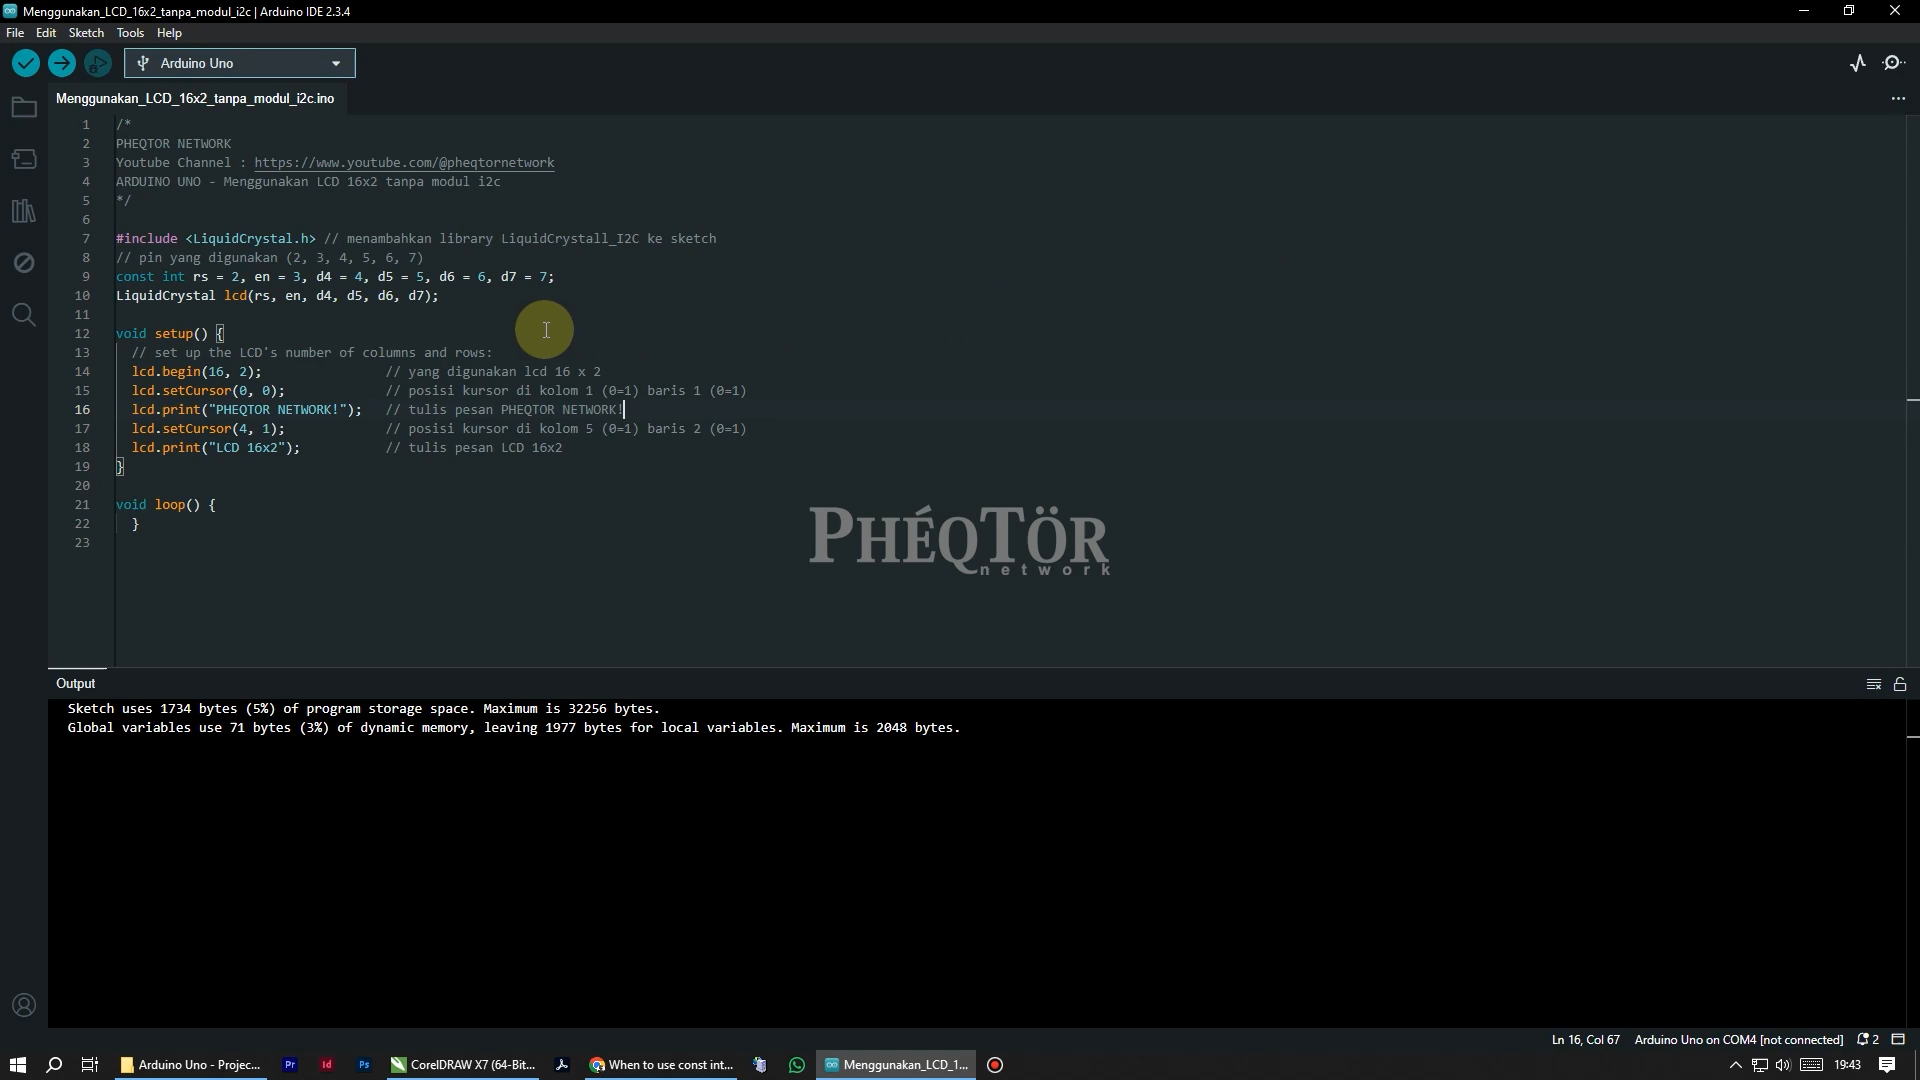 Menggunakan_LCD_16x2_tanpa_modul_i2c | Arduino IDE 2.3.4
File Edit Sketch Tools Help
Arduino Uno
Menggunakan_LCD_16x2_tanpa_modul_i2c.ino
1 /*
2 PHEQTOR NETWORK
3 Youtube Channel : https://www.youtube.com/@pheqtornetwork
4 ARDUINO UNO - Menggunakan LCD 16x2 tanpa modul i2c
5 */
6
7 #include <LiquidCrystal.h> // menambahkan library LiquidCrystall_I2C ke sketch
8 // pin yang digunakan (2, 3, 4, 5, 6, 7)
9 const int rs = 2, en = 3, d4 = 4, d5 = 5, d6 = 6, d7 = 7;
10 LiquidCrystal lcd(rs, en, d4, d5, d6, d7);
11
12 void setup() {
13 // set up the LCD's number of columns and rows:
14 lcd.begin(16, 2); // yang digunakan lcd 16 x 2
15 lcd.setCursor(0, 0); // posisi kursor di kolom 1 (0=1) baris 1 (0=1)
16 lcd.print("PHEQTOR NETWORK!"); // tulis pesan PHEQTOR NETWORK!
17 lcd.setCursor(4, 1); // posisi kursor di kolom 5 (0=1) baris 2 (0=1)
18 lcd.print("LCD 16x2"); // tulis pesan LCD 16x2
19 }
20
21 void loop() {
22 }
23
PHÉQTÖR
network
Output
Sketch uses 1734 bytes (5%) of program storage space. Maximum is 32256 bytes.
Global variables use 71 bytes (3%) of dynamic memory, leaving 1977 bytes for local variables. Maximum is 2048 bytes.
Ln 16, Col 67 Arduino Uno on COM4 [not connected] 2
Arduino Uno - Projec... Pr Id Ps CorelDRAW X7 (64-Bit... When to use const int... Menggunakan_LCD_1... 19:43